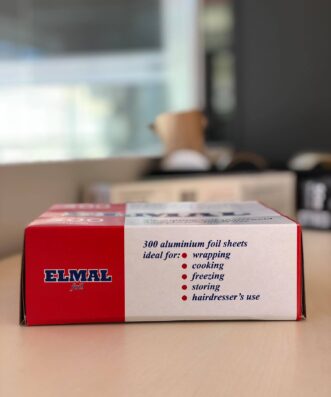 300 aluminium foil sheets
ideal for: • wrapping
• cooking
• freezing
• storing
• hairdresser's use
ELMAL
foil